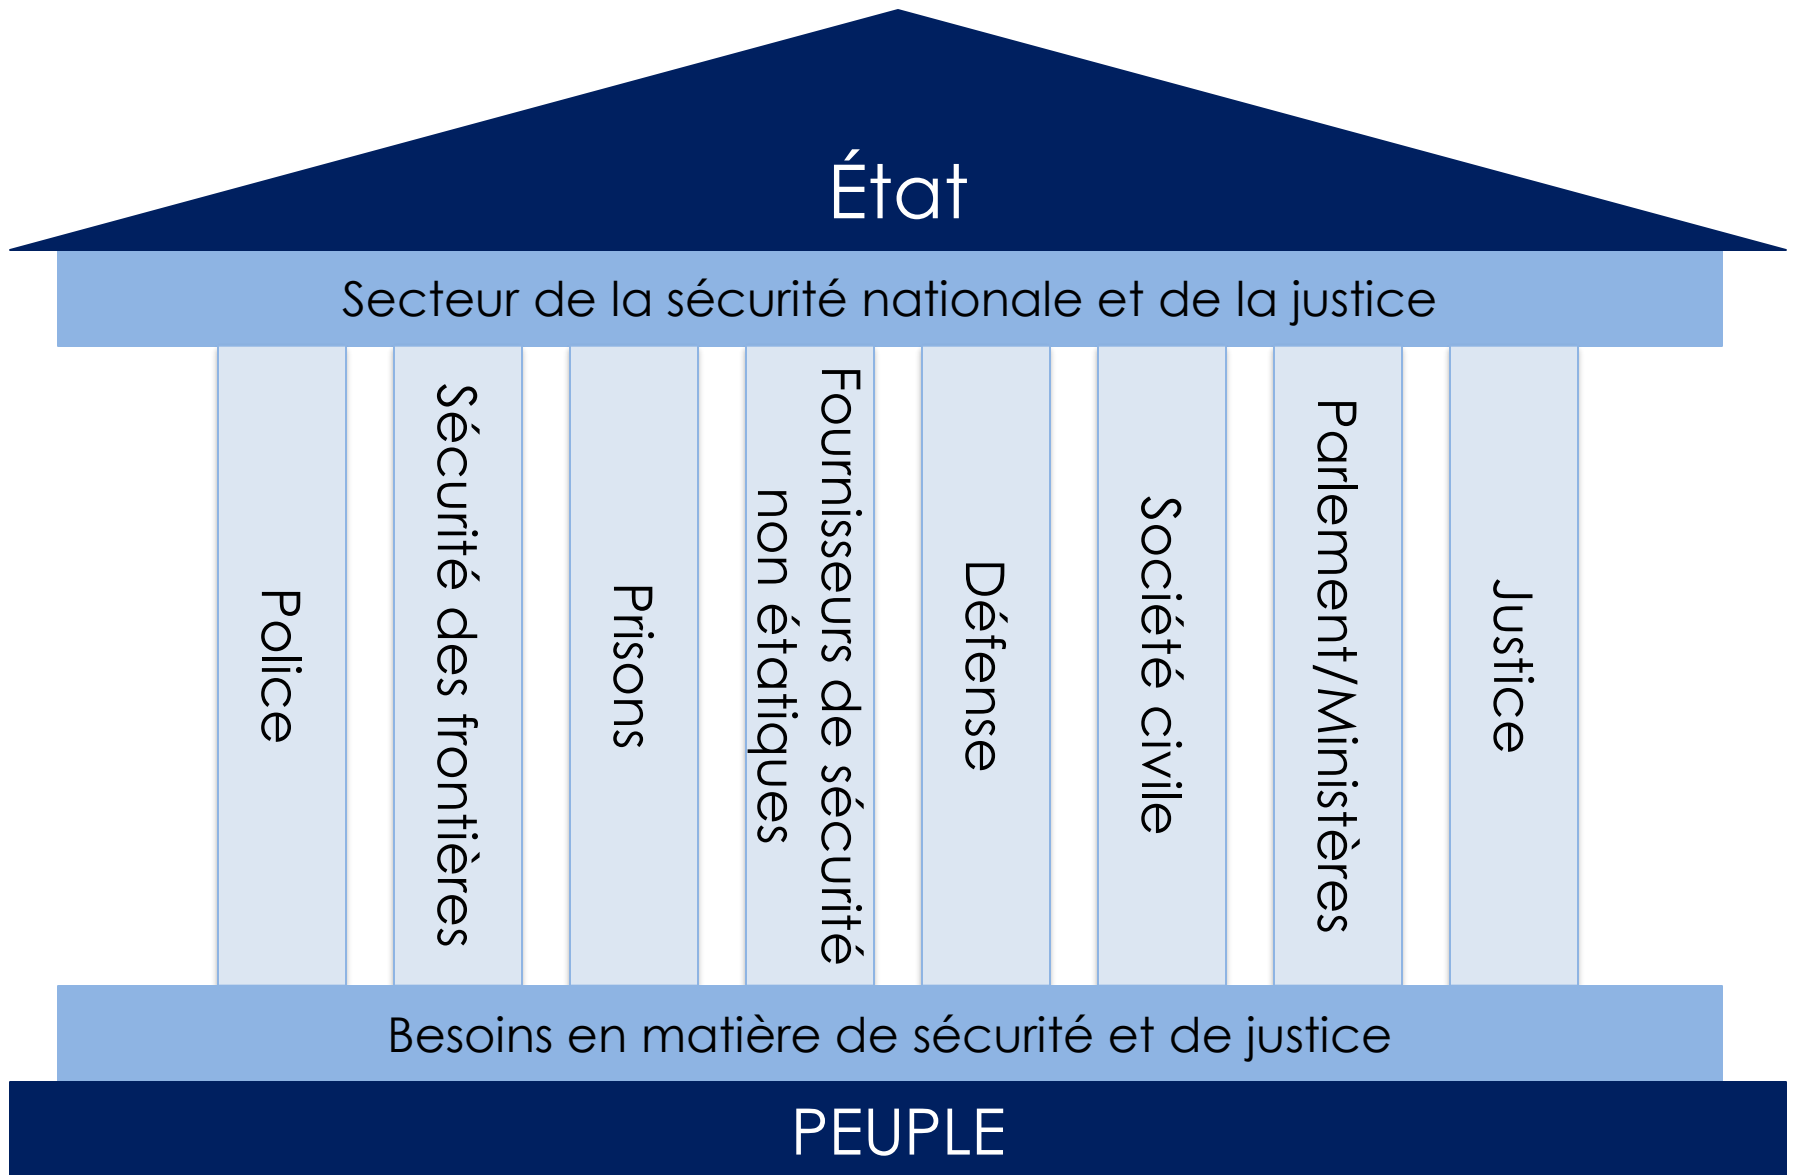 État
Secteur de la sécurité nationale et de la justice
Police
Sécurité des frontières
Prisons
Fournisseurs de sécurité
non étatiques
Défense
Société civile
Parlement/Ministères
Justice
Besoins en matière de sécurité et de justice
PEUPLE